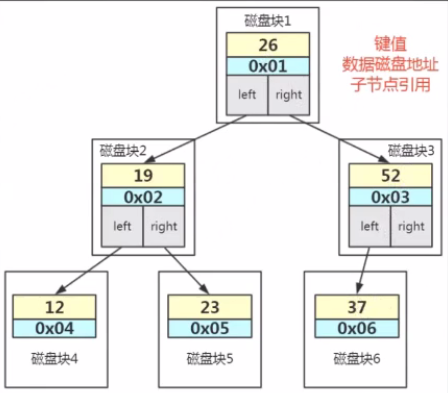 磁盘块1
26
0x01
left right
键值
数据磁盘地址
子节点引用
磁盘块2
19
0x02
left right
磁盘块3
52
0x03
left right
12
0x04
磁盘块4
23
0x05
磁盘块5
37
0x06
磁盘块6